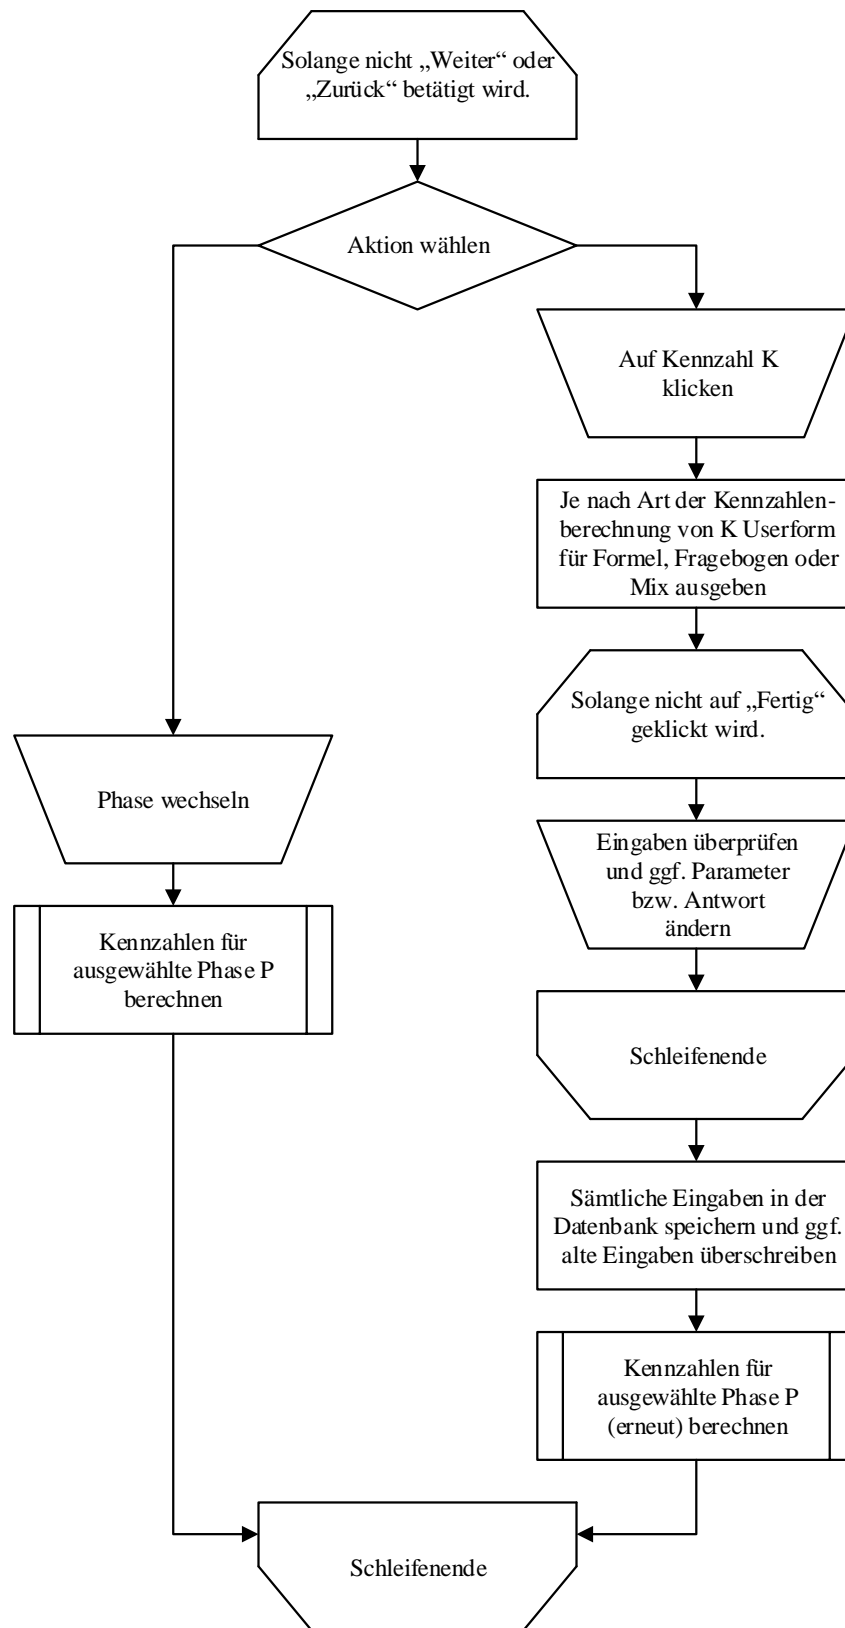 Solange nicht „Weiter“ oder
„Zurück“ betätigt wird.
Aktion wählen
Auf Kennzahl K
klicken
Je nach Art der Kennzahlen-
berechnung von K Userform
für Formel, Fragebogen oder
Mix ausgeben
Solange nicht auf „Fertig“
geklickt wird.
Phase wechseln
Eingaben überprüfen
und ggf. Parameter
bzw. Antwort
ändern
Kennzahlen für
ausgewählte Phase P
berechnen
Schleifenende
Sämtliche Eingaben in der
Datenbank speichern und ggf.
alte Eingaben überschreiben
Kennzahlen für
ausgewählte Phase P
(erneut) berechnen
Schleifenende